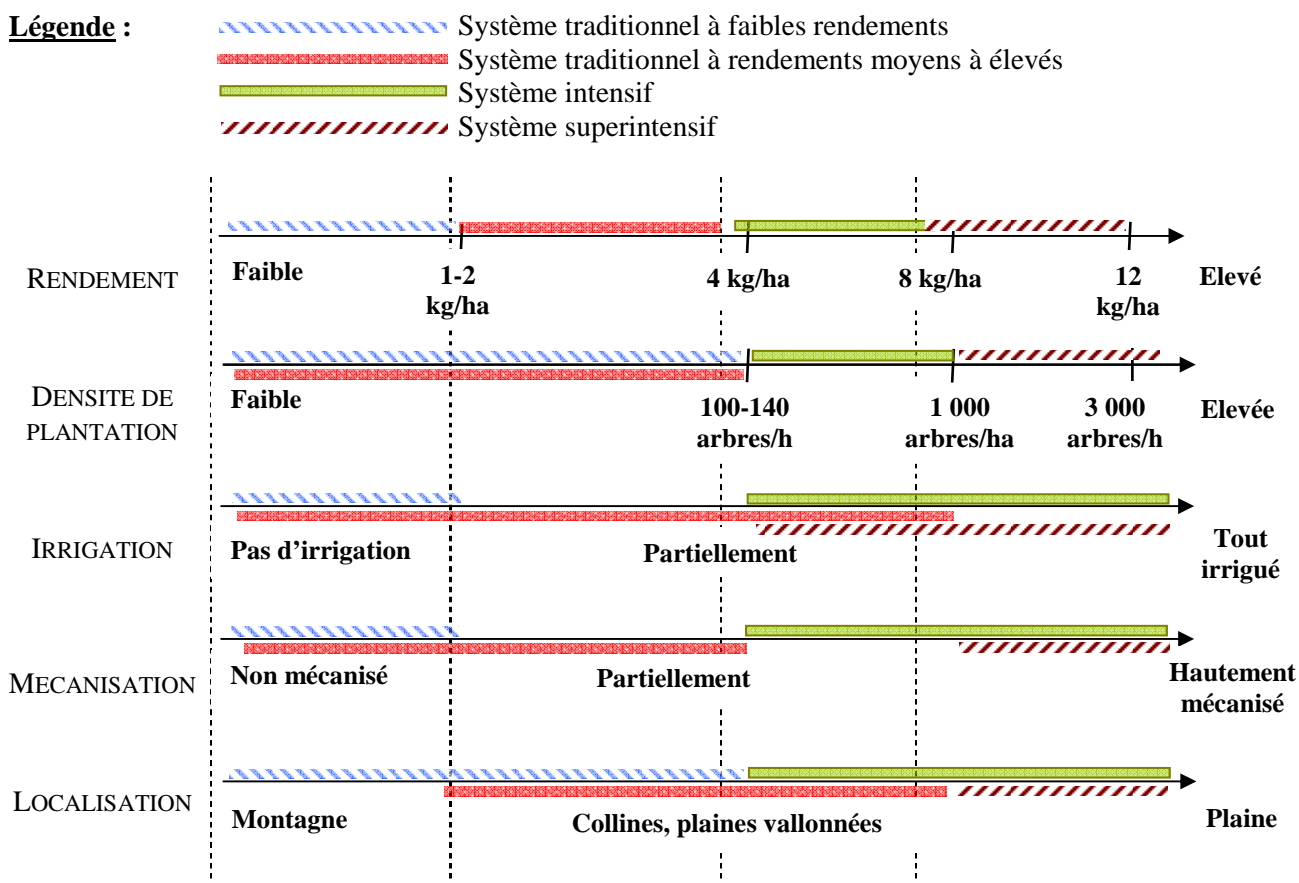 Légende :
Système traditionnel à faibles rendements
Système traditionnel à rendements moyens à élevés
Système intensif
Système superintensif
RENDEMENT
Faible
1-2
kg/ha
4 kg/ha
8 kg/ha
12
kg/ha
Elevé
DENSITE DE
PLANTATION
Faible
100-140
arbres/h
1 000
arbres/ha
3 000
arbres/h
Elevée
IRRIGATION
Pas d’irrigation
Partiellement
Tout
irrigué
MECANISATION
Non mécanisé
Partiellement
Hautement
mécanisé
LOCALISATION
Montagne
Collines, plaines vallonnées
Plaine